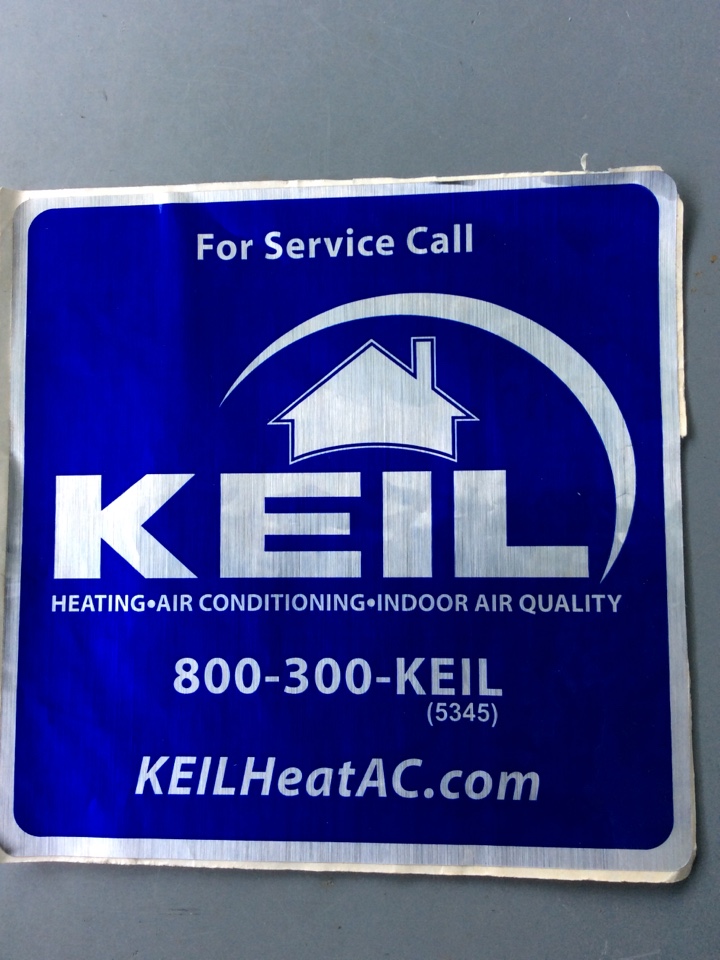 For Service Call
KEIL
HEATING•AIR CONDITIONING•INDOOR AIR QUALITY
800-300-KEIL
(5345)
KEILHeatAC.com